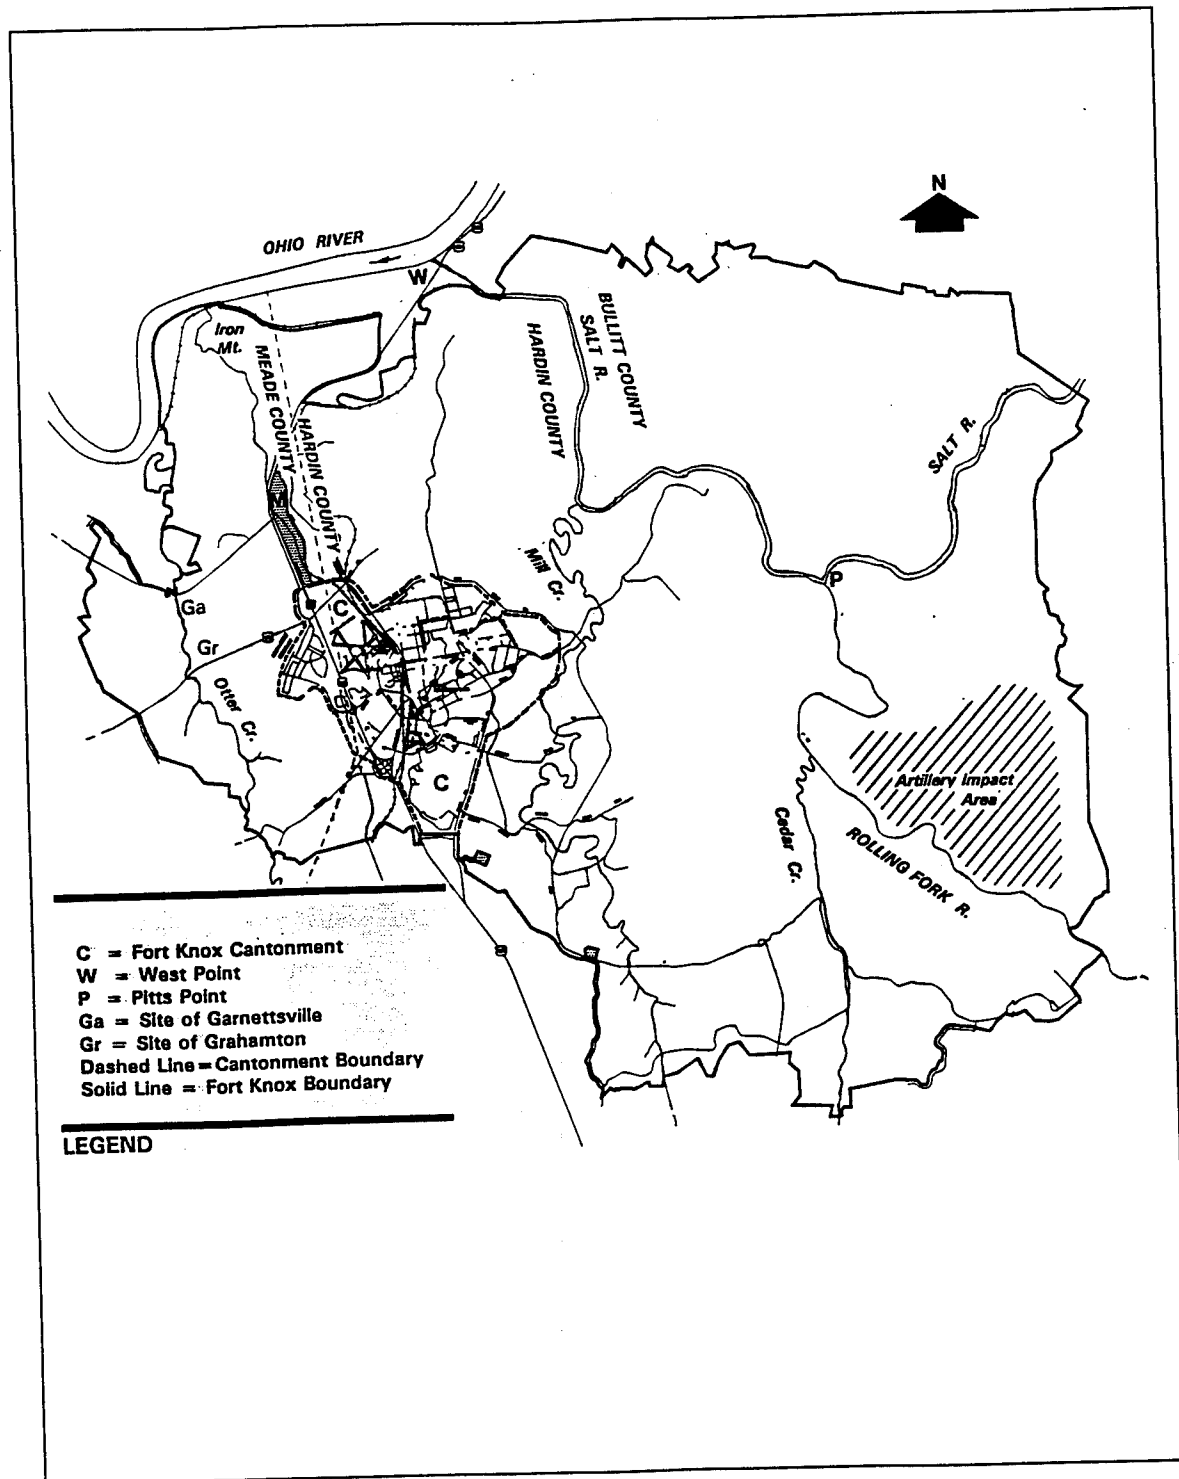 N
OHIO RIVER
W
Iron
Mt.
MEADE COUNTY
HARDIN COUNTY
HARDIN COUNTY
BULLITT COUNTY
SALT R.
SALT R.
M
Mill Cr.
P
Ga
C
Gr
Otter Cr.
C
Artillery Impact
Area
Cedar Cr.
ROLLING FORK R.
C = Fort Knox Cantonment
W = West Point
P = Pitts Point
Ga = Site of Garnettsville
Gr = Site of Grahamton
Dashed Line = Cantonment Boundary
Solid Line = Fort Knox Boundary
LEGEND